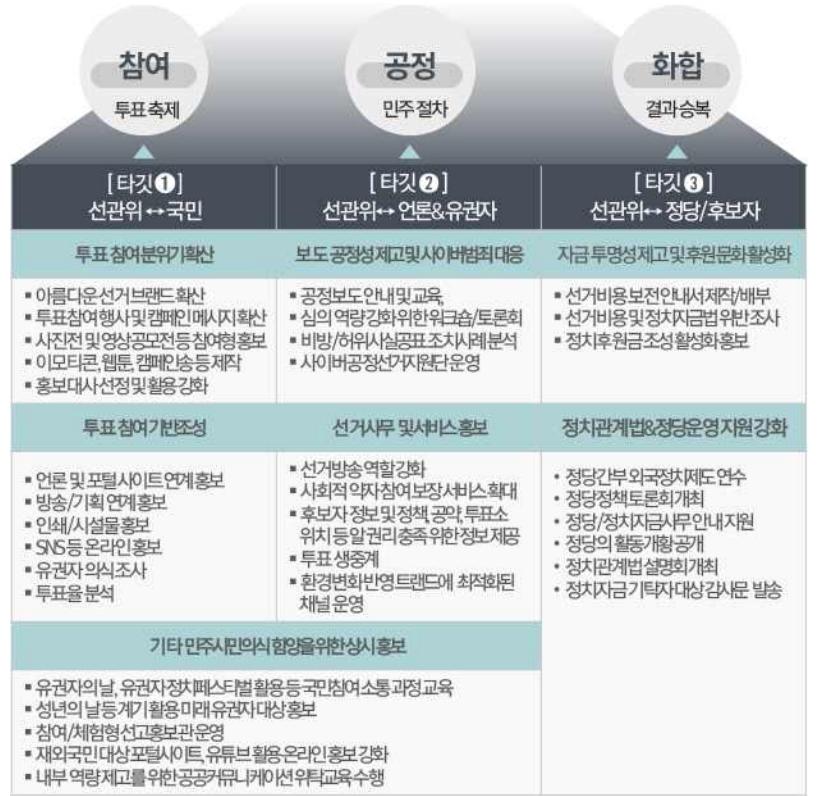 참여
투표 축제
공정
민주 절차
화합
결과 승복
[ 타깃❶ ]
선관위 ↔ 국민
[ 타깃❷ ]
선관위↔ 언론&유권자
[ 타깃❸ ]
선관위↔ 정당/후보자
투표 참여 분위기 확산
▪ 아름다운 선거 브랜드 확산
▪ 투표참여 행사 및 캠페인 메시지 확산
▪ 사진전 및 영상공모전 등 참여형 홍보
▪ 이모티콘, 웹툰, 캠페인송 등 제작
▪ 홍보대사 선정 및 활용 강화
보도 공정성 제고 및 사이버범죄 대응
▪ 공정보도 안내 및 교육,
▪ 심의 역량 강화 위한 워크숍/토론회
▪ 비방/허위사실공표 조치사례 분석
▪ 사이버공정선거지원단 운영
자금 투명성 제고 및 후원 문화 활성화
▪ 선거비용 보전 안내서 제작/배부
▪ 선거비용 및 정치자금법 위반 조사
▪ 정치후원금 조성 활성화 홍보
투표 참여 기반조성
▪ 언론 및 포털 사이트 연계 홍보
▪ 방송/기획 연계 홍보
▪ 인쇄/시설물 홍보
▪ SNS 등 온라인 홍보
▪ 유권자 의식 조사
▪ 투표율 분석
선거사무 및 서비스 홍보
▪ 선거방송 역할 강화
▪ 사회적 약자 참여 보장 서비스 확대
▪ 후보자 정보 및 정책, 공약, 투표소
위치 등 알 권리 충족 위한 정보 제공
▪ 투표 생중계
▪ 환경변화 반영 트랜드에 최적화된
채널 운영
정치관계법&정당운영 지원 강화
• 정당간부 외국정치제도 연수
• 정당정책 토론회 개최
• 정당/정치자금사무 안내 지원
• 정당의 활동개황 공개
• 정치관계법 설명회 개최
• 정치자금 기탁자 대상 감사문 발송
기타 민주시민의식 함양을 위한 상시 홍보
▪ 유권자의 날, 유권자 정치페스티벌 활용 등 국민참여 소통 과정 교육
▪ 성년의 날 등 계기 활용 미래 유권자 대상 홍보
▪ 참여/체험형 선고홍보관 운영
▪ 재외국민 대상 포털사이트, 유튜브 활용 온라인 홍보 강화
▪ 내부 역량 제고를 위한 공공커뮤니케이션 위탁교육 수행